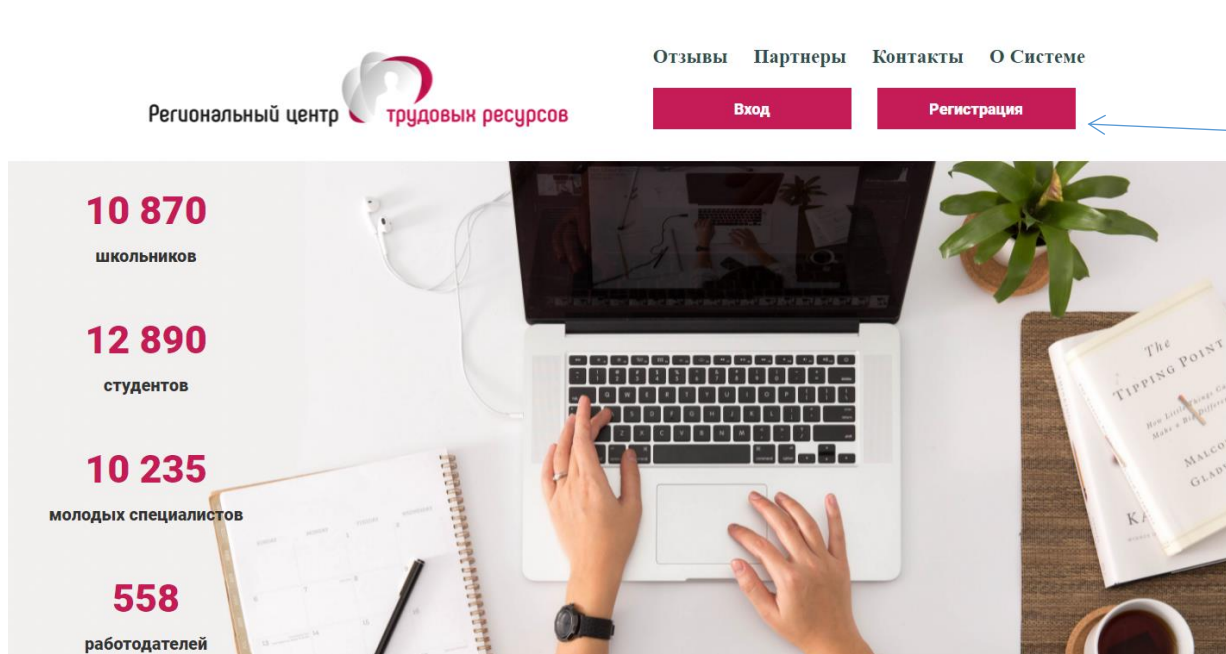 Отзывы Партнеры Контакты О Системе
Региональный центр трудовых ресурсов
Вход Регистрация
10 870
школьников
12 890
студентов
10 235
молодых специалистов
558
работодателей
The
TIPPING POINT